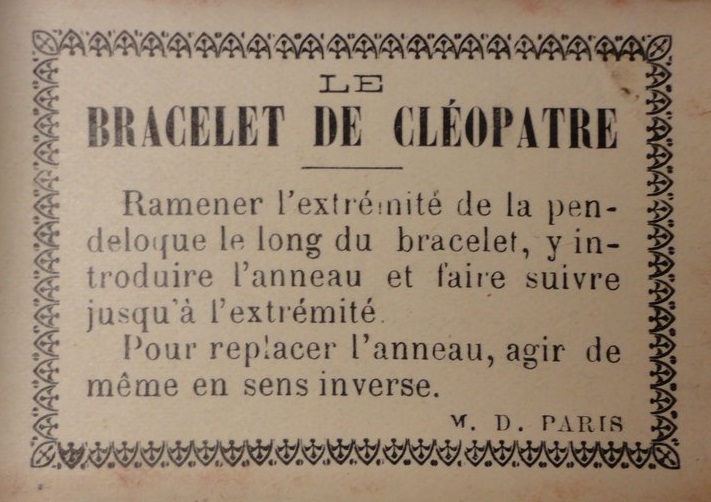 LE
BRACELET DE CLÉOPATRE
Ramener l'extrémité de la pen-
deloque le long du bracelet, y in-
troduire l'anneau et faire suivre
jusqu'à l'extrémité.
Pour replacer l'anneau, agir de
même en sens inverse.
M. D. PARIS